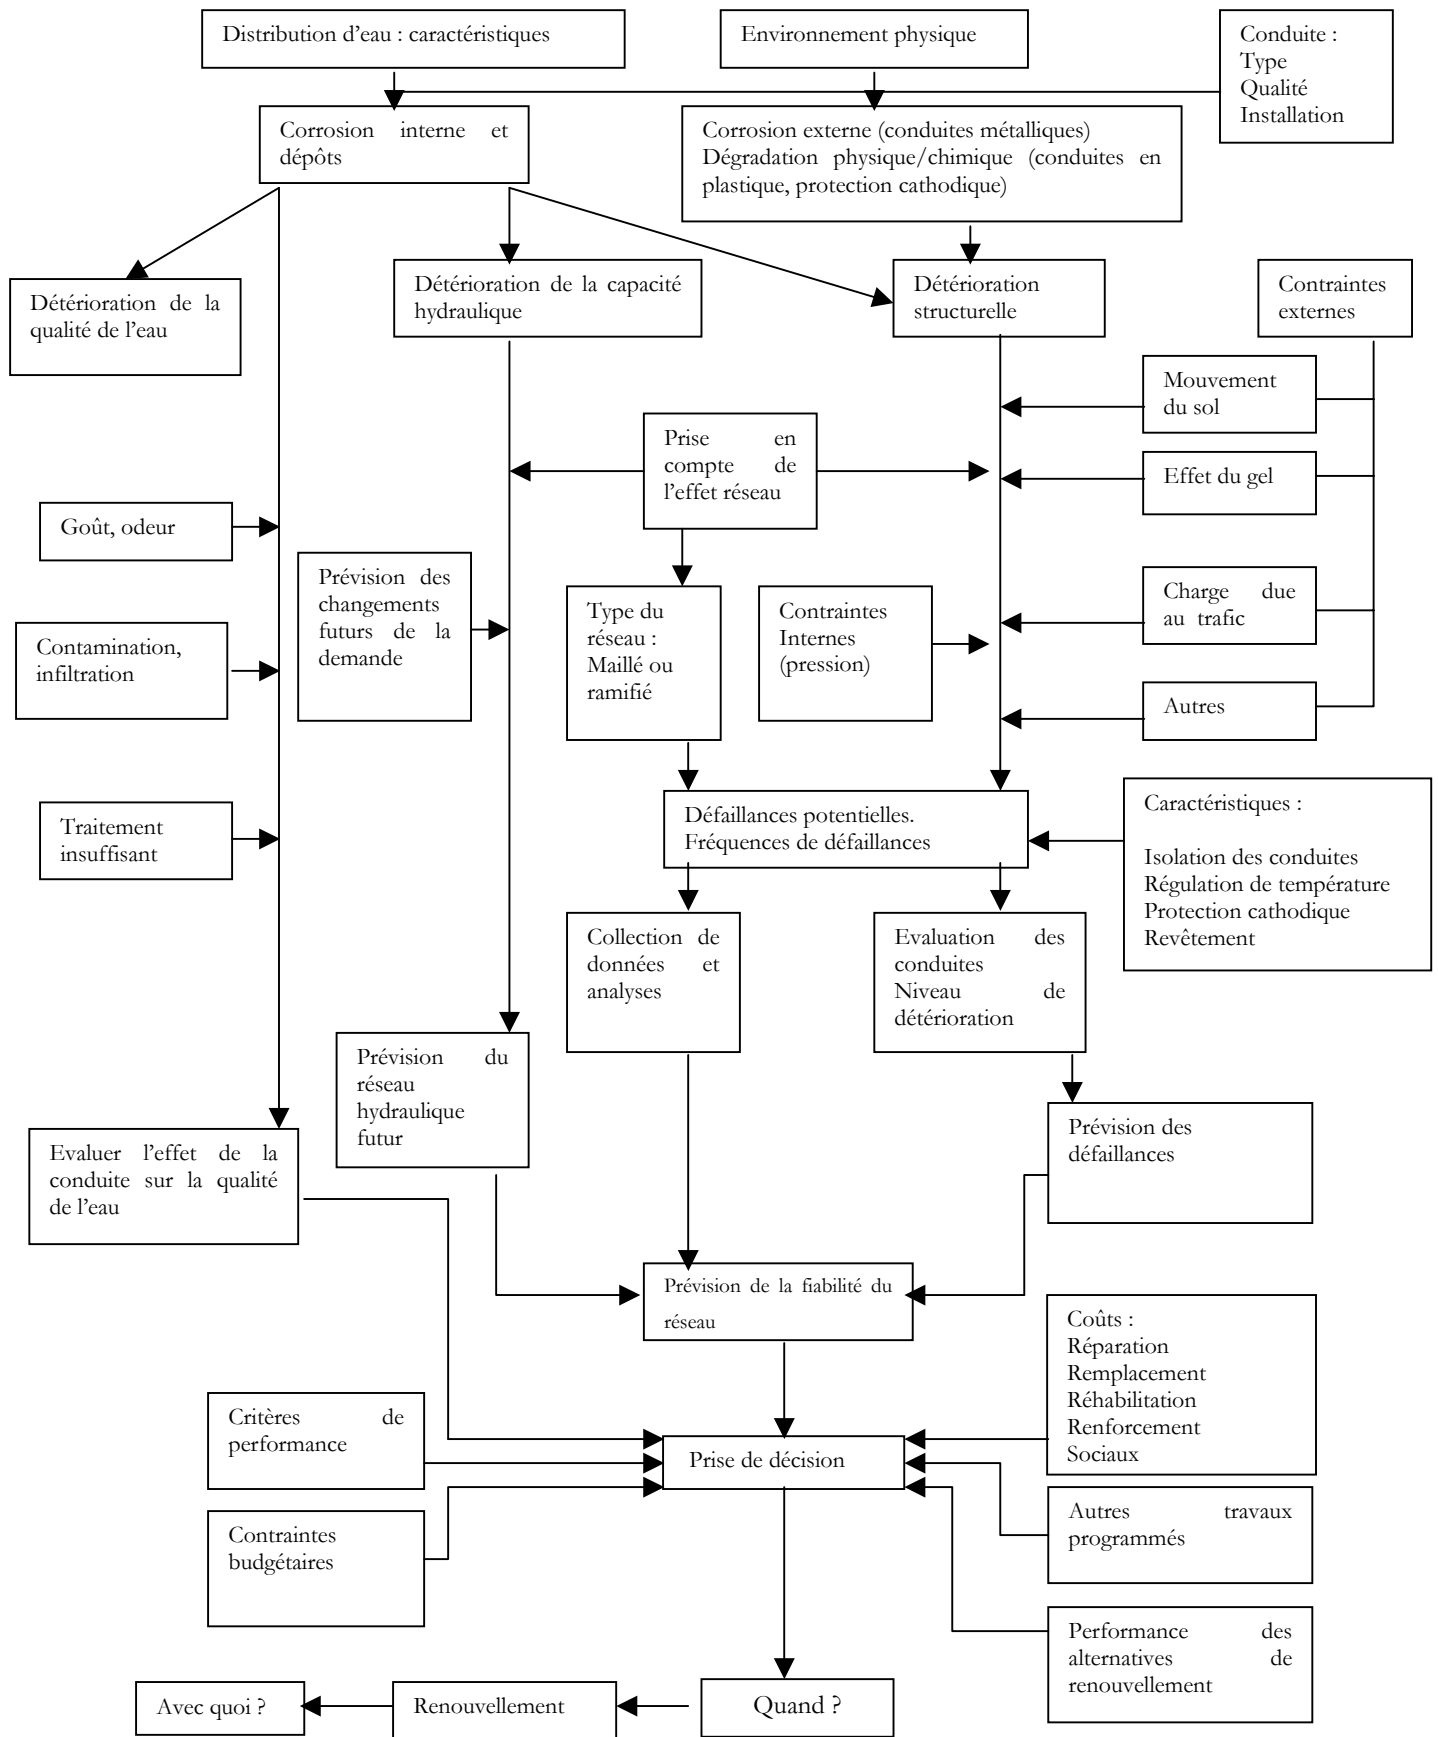 Distribution d'eau : caractéristiques
Environnement physique
Conduite :
Type
Qualité
Installation
Corrosion interne et
dépôts
Corrosion externe (conduites métalliques)
Dégradation physique/chimique (conduites en
plastique, protection cathodique)
Détérioration de la
qualité de l'eau
Détérioration de la capacité
hydraulique
Détérioration
structurelle
Contraintes
externes
Mouvement
du sol
Prise en
compte de
l'effet réseau
Effet du gel
Goût, odeur
Prévision des
changements
futurs de la
demande
Type du
réseau :
Maillé ou
ramifié
Contraintes
Internes
(pression)
Charge due
au trafic
Contamination,
infiltration
Autres
Traitement
insuffisant
Défaillances potentielles.
Fréquences de défaillances
Caractéristiques :
Isolation des conduites
Régulation de température
Protection cathodique
Revêtement
Collection de
données et
analyses
Evaluation des
conduites
Niveau de
détérioration
Prévision du
réseau
hydraulique
futur
Evaluer l'effet de la
conduite sur la qualité
de l'eau
Prévision des
défaillances
Prévision de la fiabilité du
réseau
Coûts :
Réparation
Remplacement
Réhabilitation
Renforcement
Sociaux
Critères de
performance
Prise de décision
Contraintes
budgétaires
Autres travaux
programmés
Performance des
alternatives de
renouvellement
Avec quoi ?
Renouvellement
Quand ?